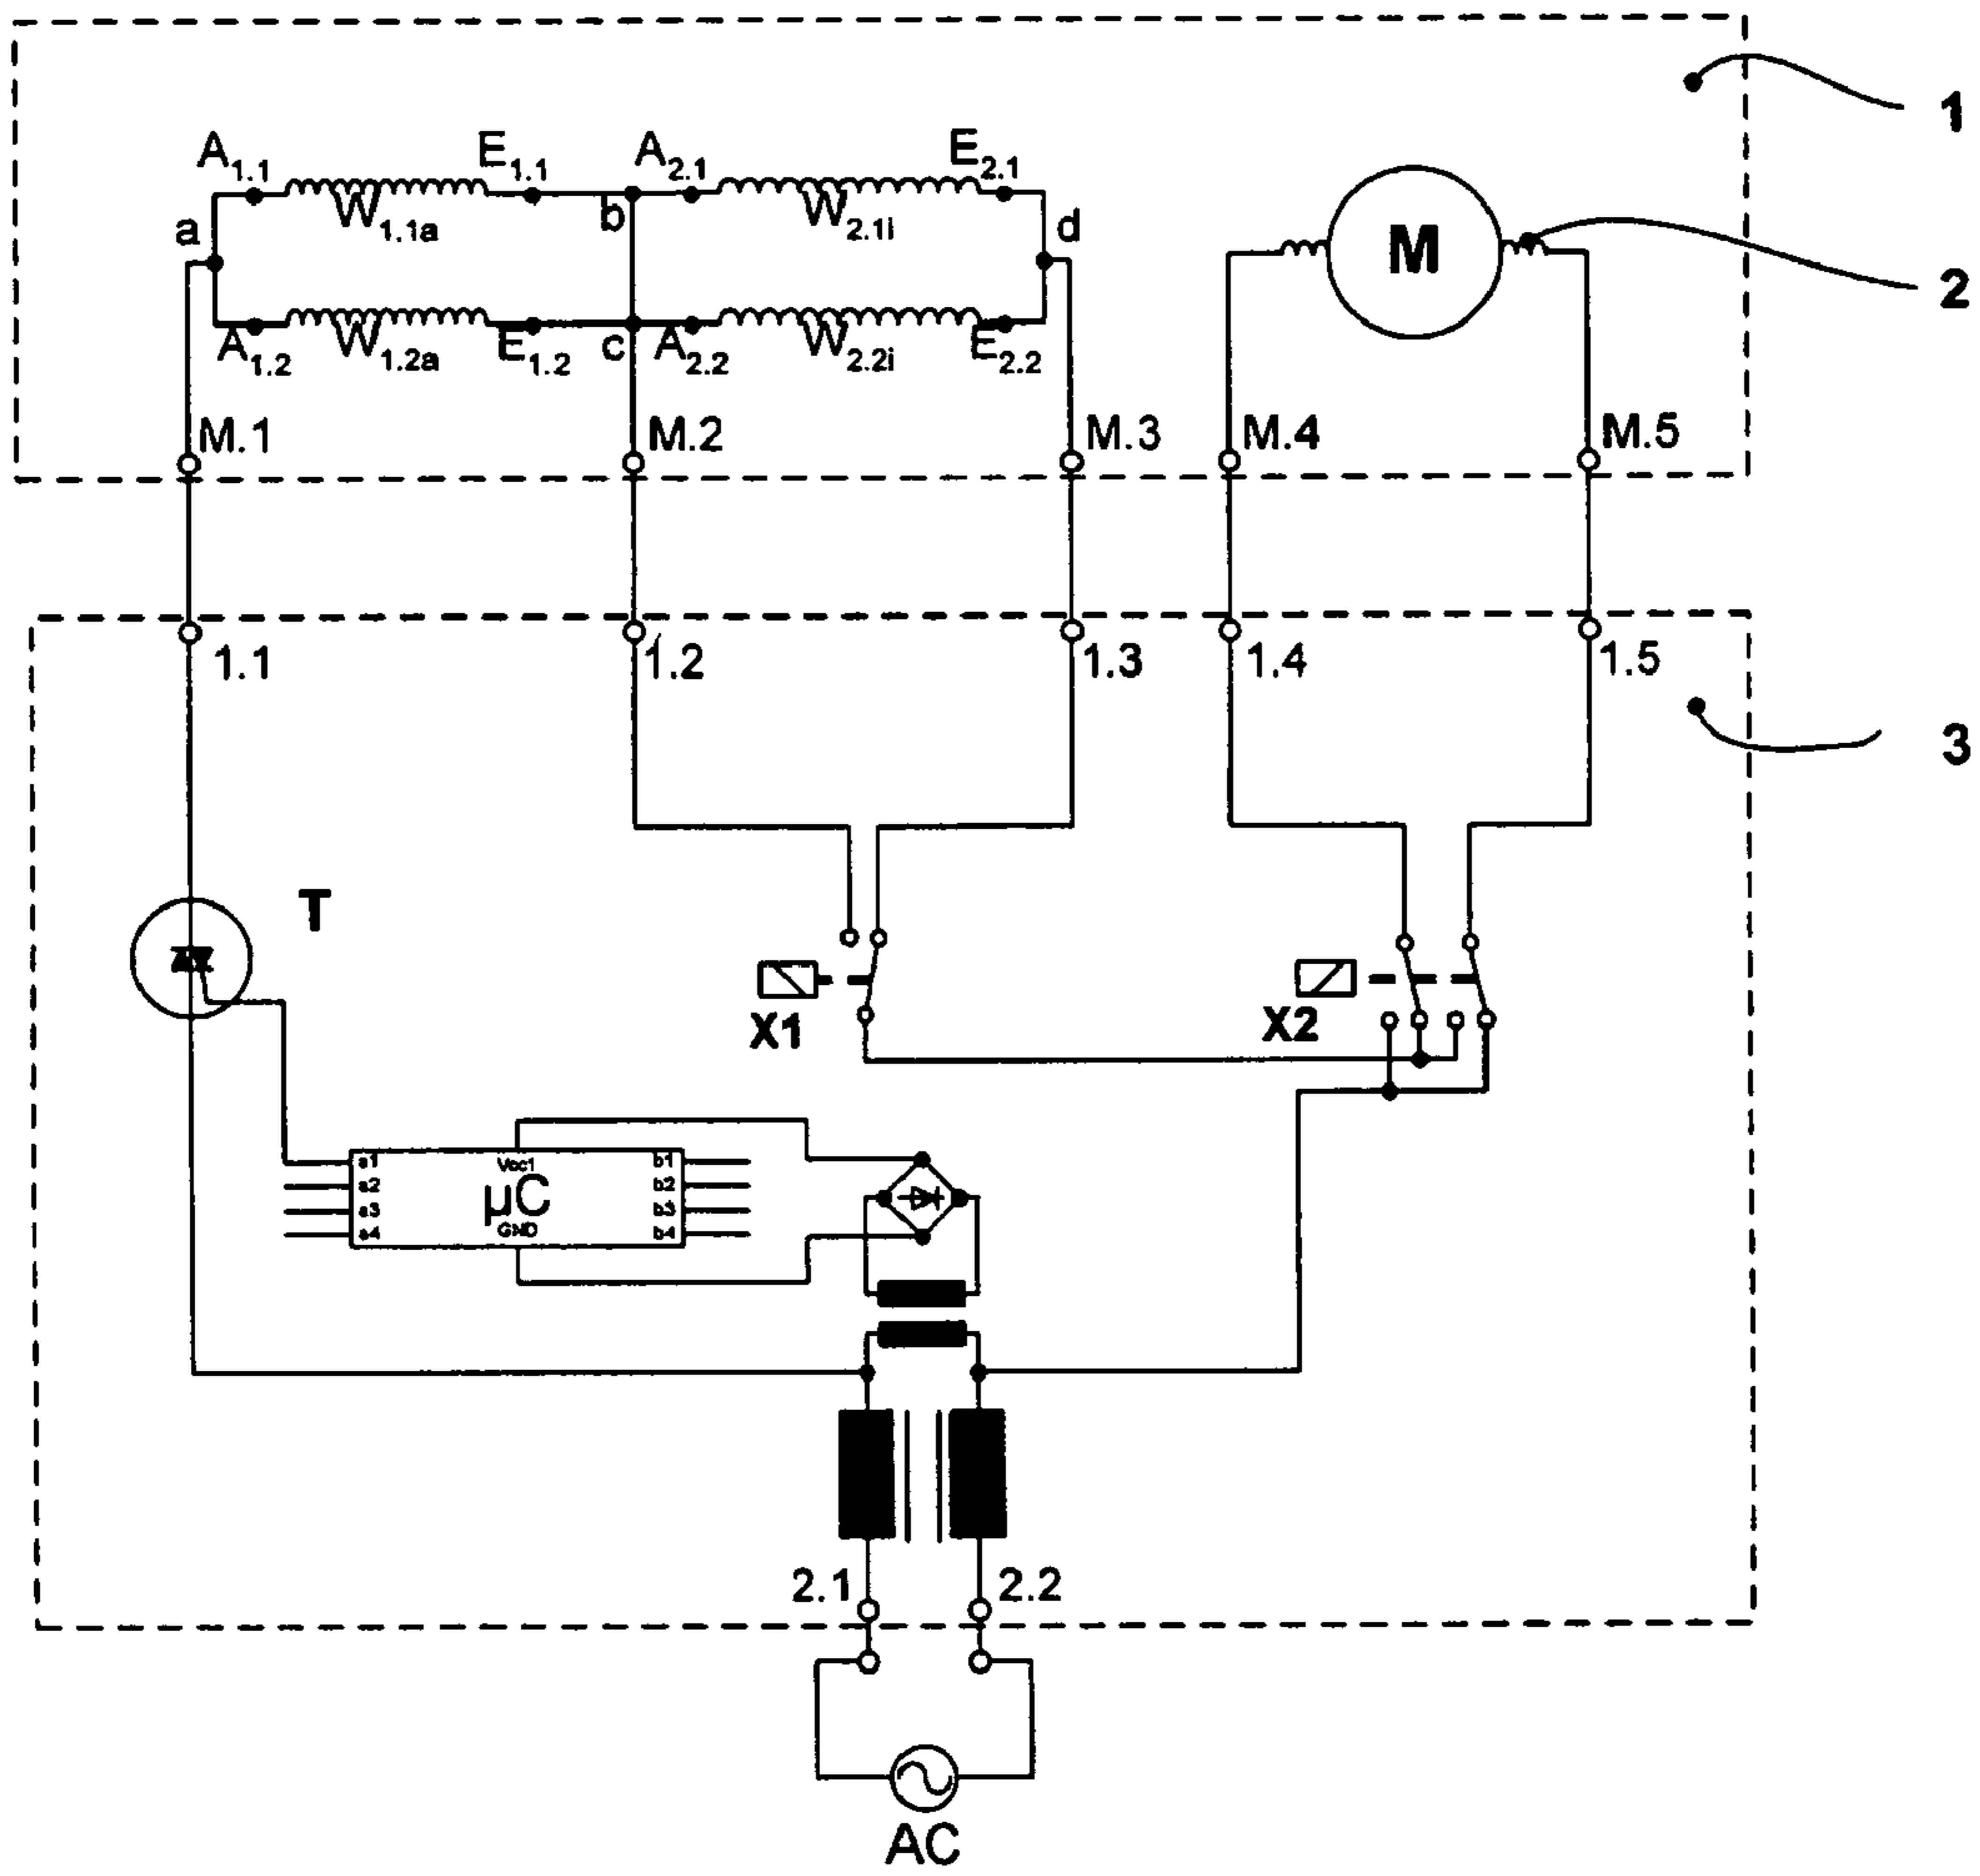 1
A1.1 E1.1 A2.1 E2.1
a W1.1a b W2.1i d M
2
A1.2 W1.2a E1.2 c A2.2 W2.2i E2.2
M.1 M.2 M.3 M.4 M.5
1.1 1.2 1.3 1.4 1.5
3
T
X1 X2
a1 Vcc1 b1
a2 µC b2
a3 b3
a4 GND b4
2.1 2.2
AC